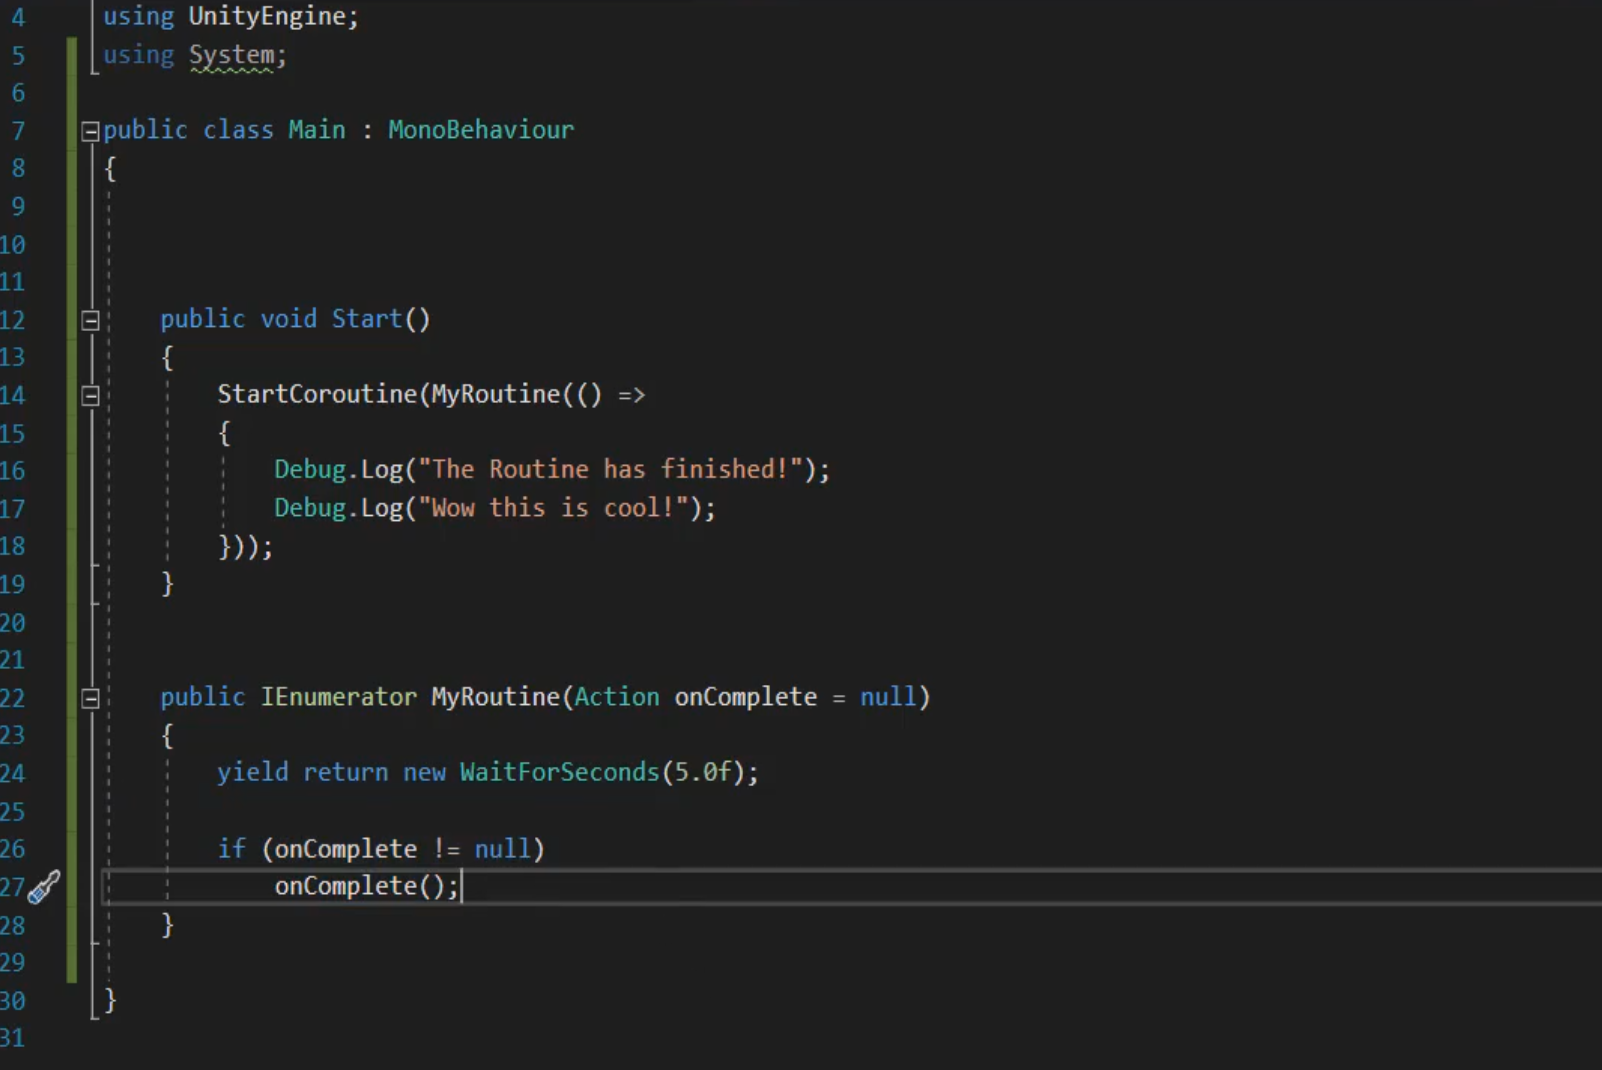 4 using UnityEngine;
5 using System;
6
7 public class Main : MonoBehaviour
8 {
9
10
11
12 public void Start()
13 {
14 StartCoroutine(MyRoutine(() =>
15 {
16 Debug.Log("The Routine has finished!");
17 Debug.Log("Wow this is cool!");
18 }));
19 }
20
21
22 public IEnumerator MyRoutine(Action onComplete = null)
23 {
24 yield return new WaitForSeconds(5.0f);
25
26 if (onComplete != null)
27 onComplete();
28 }
29
30 }
31